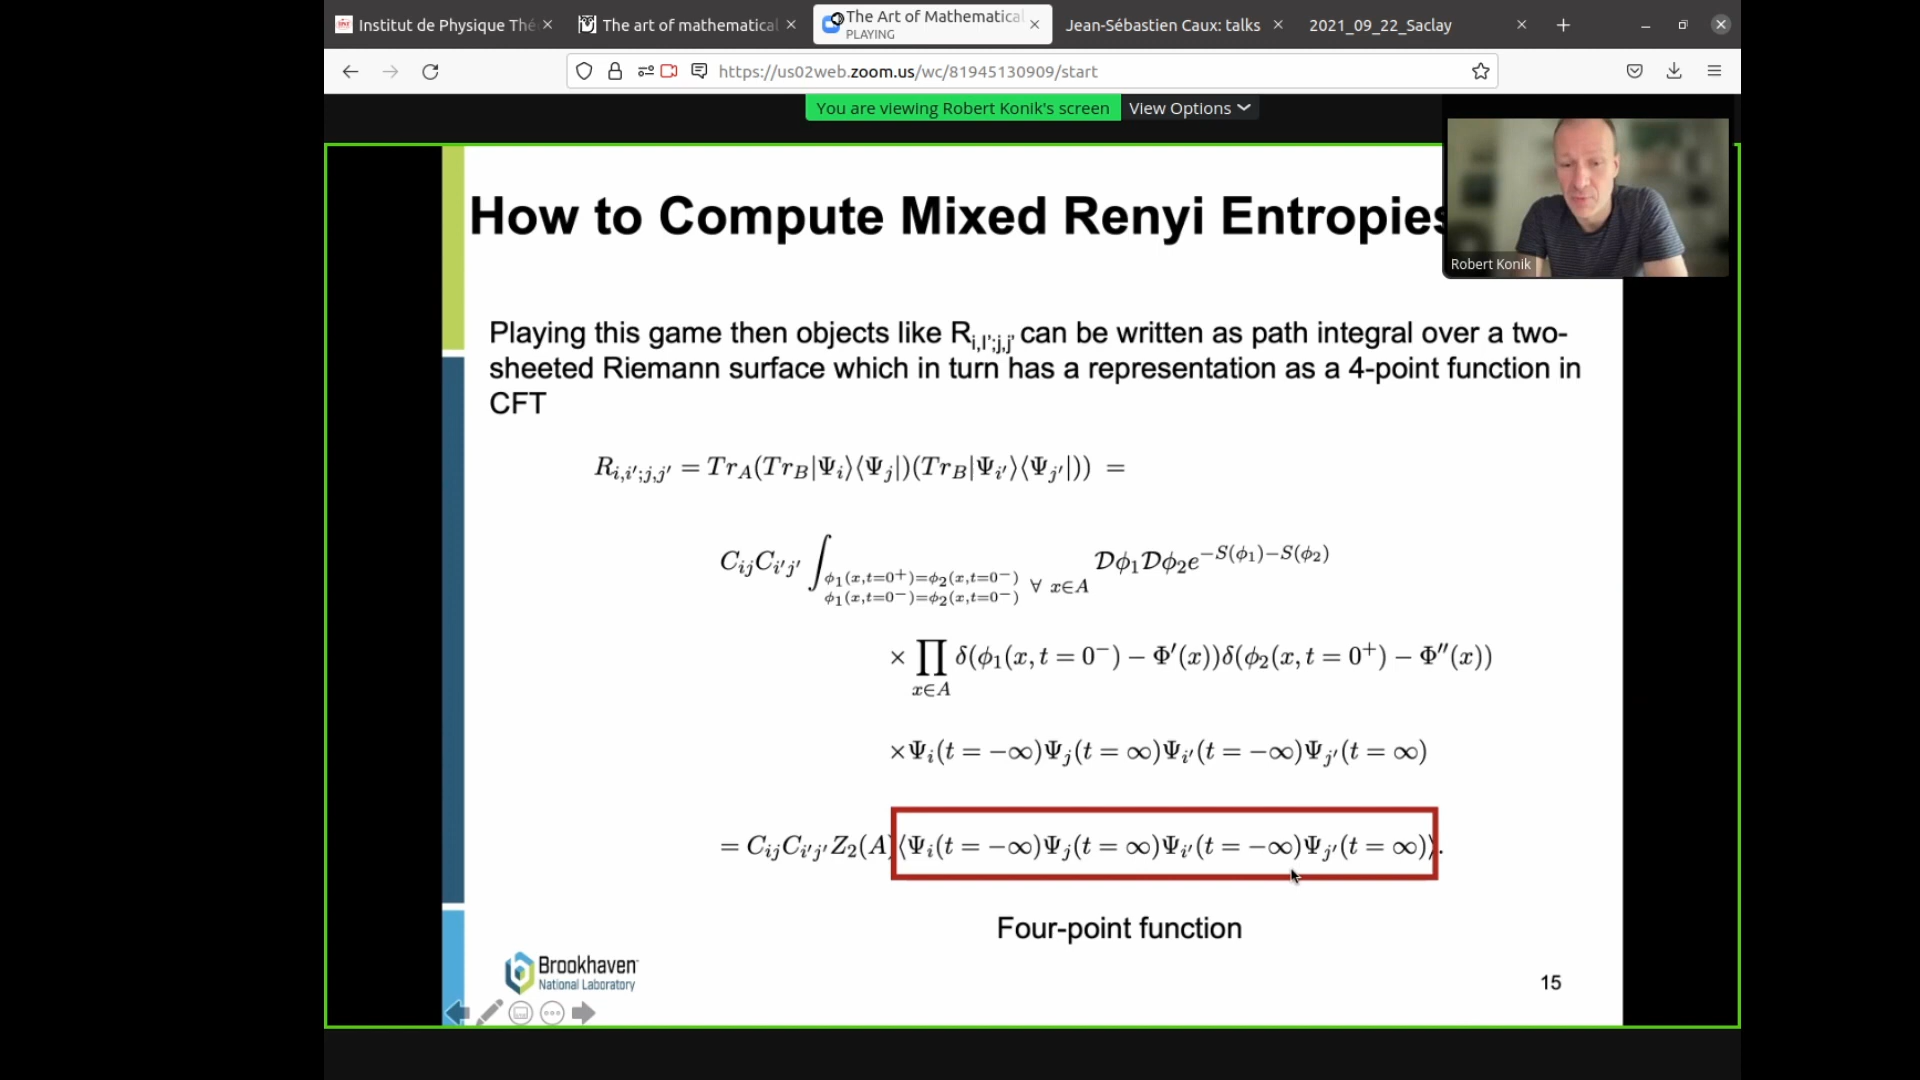 Institut de Physique Thé
The art of mathematical
The Art of Mathematica
PLAYING
Jean-Sébastien Caux: talks
2021_09_22_Saclay
https://us02web.zoom.us/wc/81945130909/start
You are viewing Robert Konik's screen
View Options
Robert Konik
How to Compute Mixed Renyi Entropies
Playing this game then objects like R_{i,I';j,j'} can be written as path integral over a two-
sheeted Riemann surface which in turn has a representation as a 4-point function in
CFT
R_{i,i';j,j'} = Tr_A(Tr_B|Ψ_i⟩⟨Ψ_j|)(Tr_B|Ψ_{i'}⟩⟨Ψ_{j'}|)) =
C_{ij}C_{i'j'} ∫_{ϕ_1(x,t=0^+)=ϕ_2(x,t=0^-) ϕ_1(x,t=0^-)=ϕ_2(x,t=0^-) ∀ x∈A} Dϕ_1Dϕ_2e^{-S(ϕ_1)-S(ϕ_2)}
× ∏_{x∈A} δ(ϕ_1(x,t = 0^-) − Φ'(x))δ(ϕ_2(x,t = 0^+) − Φ''(x))
×Ψ_i(t = −∞)Ψ_j(t = ∞)Ψ_{i'}(t = −∞)Ψ_{j'}(t = ∞)
= C_{ij}C_{i'j'}Z_2(A)⟨Ψ_i(t = −∞)Ψ_j(t = ∞)Ψ_{i'}(t = −∞)Ψ_{j'}(t = ∞)⟩.
Four-point function
Brookhaven
National Laboratory
15